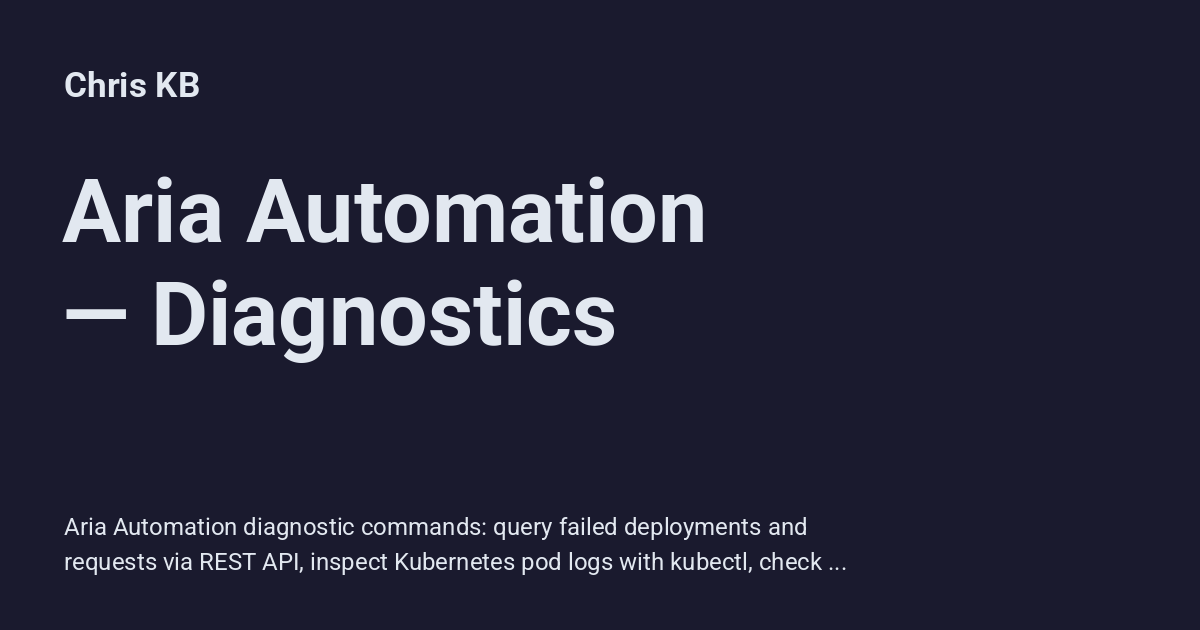 Chris KB
Aria Automation
— Diagnostics
Aria Automation diagnostic commands: query failed deployments and
requests via REST API, inspect Kubernetes pod logs with kubectl, check ...